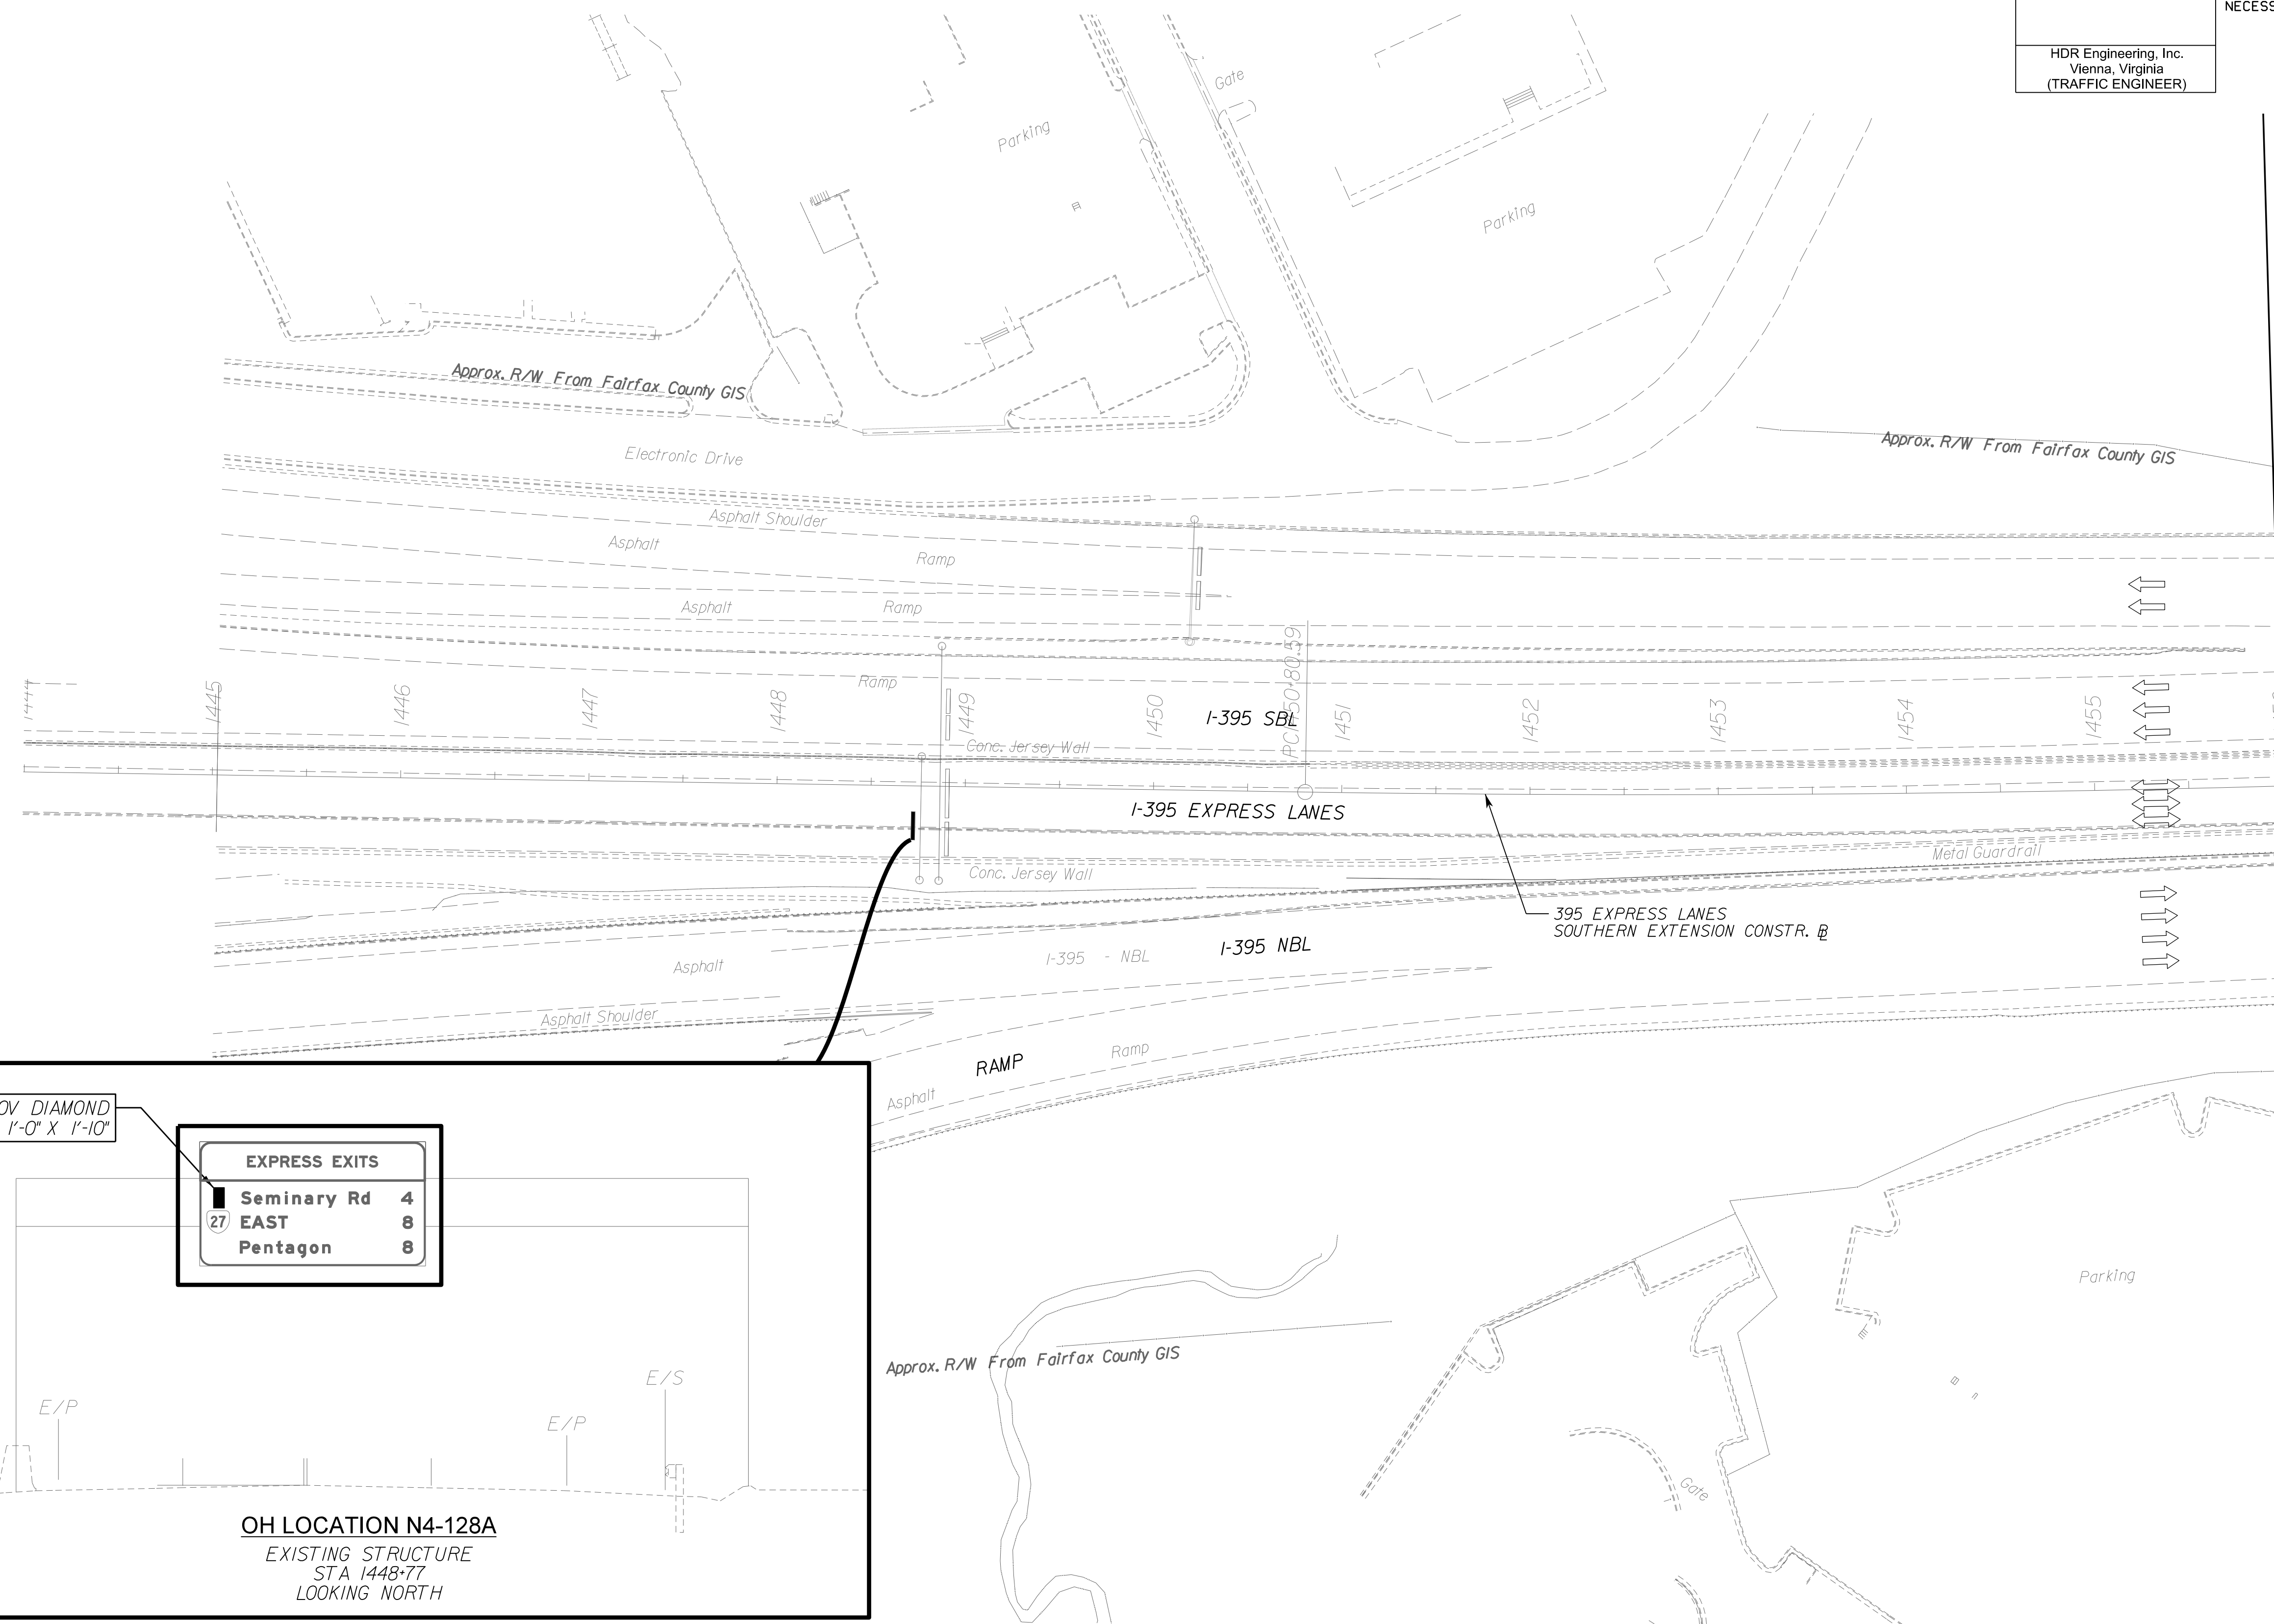 NECESS
HDR Engineering, Inc.
Vienna, Virginia
(TRAFFIC ENGINEER)
Gate
Parking
Parking
Approx. R/W From Fairfax County GIS
Approx. R/W From Fairfax County GIS
Electronic Drive
Asphalt Shoulder
Asphalt
Ramp
Asphalt
Ramp
Ramp
1445
1446
1447
1448
1449
1450
PC 1450+80.59
1451
1452
1453
1454
1455
I-395 SBL
Conc. Jersey Wall
I-395 EXPRESS LANES
Metal Guardrail
Conc. Jersey Wall
395 EXPRESS LANES
SOUTHERN EXTENSION CONSTR. BL
I-395 - NBL
I-395 NBL
Asphalt
Asphalt Shoulder
RAMP
Ramp
Asphalt
OV DIAMOND
1'-0" X 1'-10"
EXPRESS EXITS
Seminary Rd 4
27 EAST 8
Pentagon 8
E/P
E/P
E/S
OH LOCATION N4-128A
EXISTING STRUCTURE
STA 1448+77
LOOKING NORTH
Approx. R/W From Fairfax County GIS
Parking
Gate